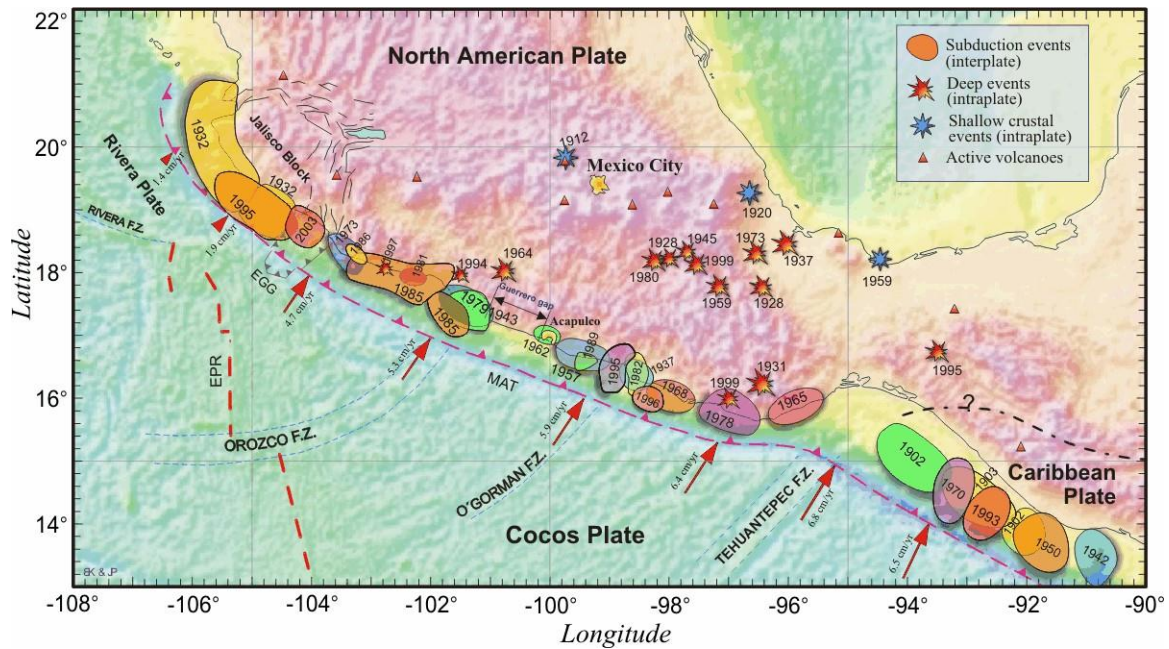 22°
20°
18°
16°
14°
Latitude
-108
-106
-104
-102
-100
-98
-96
-94
-92
-90
Longitude
North American Plate
Subduction events
(interplate)
Deep events
(intraplate)
Shallow crustal
events (intraplate)
Active volcanoes
Rivera Plate
Jalisco Block
1932
1932
1995
2003
1973
1997
1981
1985
1985
1994
1964
1979
1943
Guerrero gap
Acapulco
1962
1957
1989
1995
1982
1937
1996
1968
1999
1978
1931
1965
1912
Mexico City
1920
1928
1945
1973
1980
1999
1937
1959
1928
1959
1995
1902
1970
1903
1993
1902
1950
1942
?
Caribbean
Plate
RIVERA F.Z.
EGG
EPR
MAT
OROZCO F.Z.
O'GORMAN F.Z.
TEHUANTEPEC F.Z.
Cocos Plate
1.4 cm/yr
1.9 cm/yr
4.7 cm/yr
5.3 cm/yr
5.9 cm/yr
6.4 cm/yr
6.8 cm/yr
6.5 cm/yr